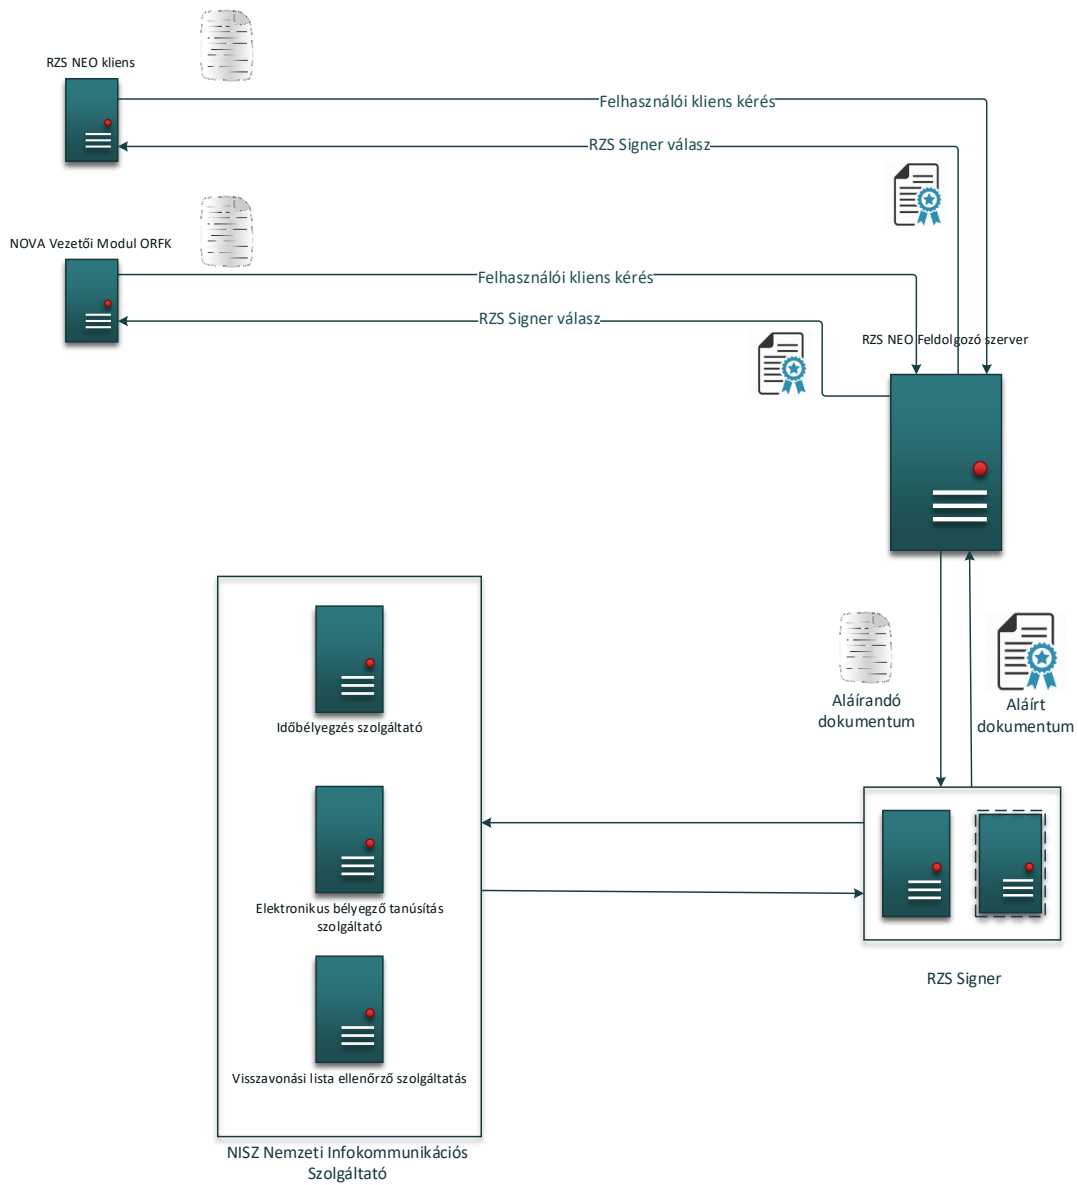 RZS NEO kliens
Felhasználói kliens kérés
RZS Signer válasz
NOVA Vezetői Modul ORFK
Felhasználói kliens kérés
RZS Signer válasz
RZS NEO Feldolgozó szerver
Aláírandó
dokumentum
Aláírt
dokumentum
Időbélyegzés szolgáltató
Elektronikus bélyegző tanúsítás
szolgáltató
RZS Signer
Visszavonási lista ellenőrző szolgáltatás
NISZ Nemzeti Infokommunikációs
Szolgáltató